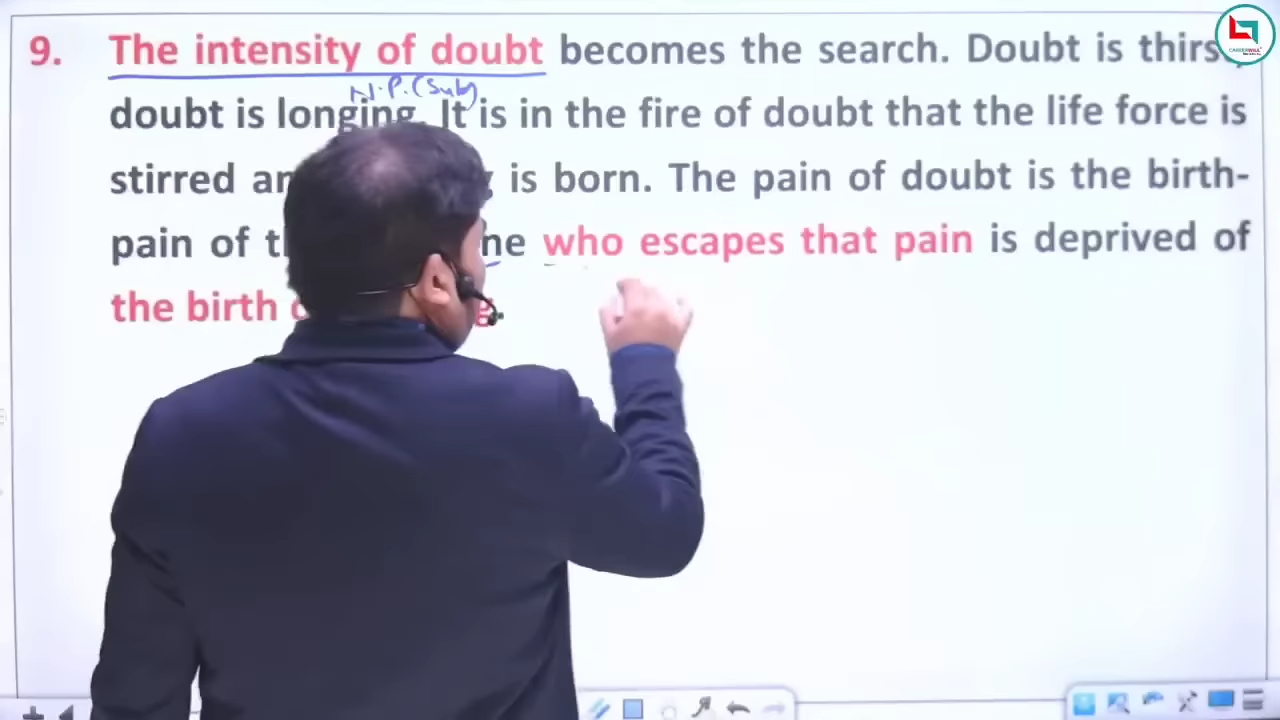 9. The intensity of doubt becomes the search. Doubt is thirst,
N.P. (Sub)
doubt is longing. It is in the fire of doubt that the life force is
stirred is born. The pain of doubt is the birth-
pain of who escapes that pain is deprived of
the birth
CAREERWILL